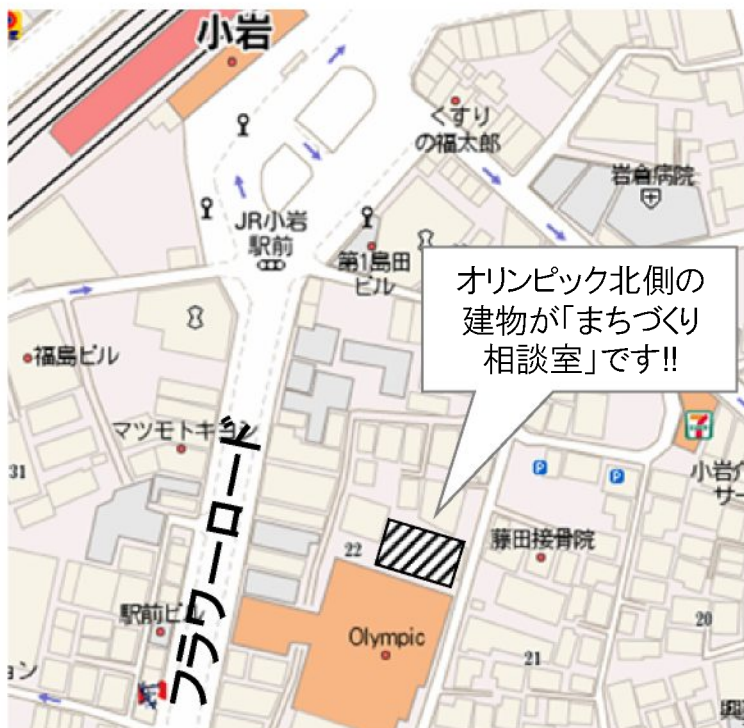 小岩
くすり
の福太郎
岩倉病院
JR小岩
駅前
第1島田
ビル
オリンピック北側の
建物が「まちづくり
相談室」です!!
福島ビル
マツモトキヨシ
フラワーロード
31
P
P
22
藤田接骨院
駅前ビル
Olympic
21
20
ョン